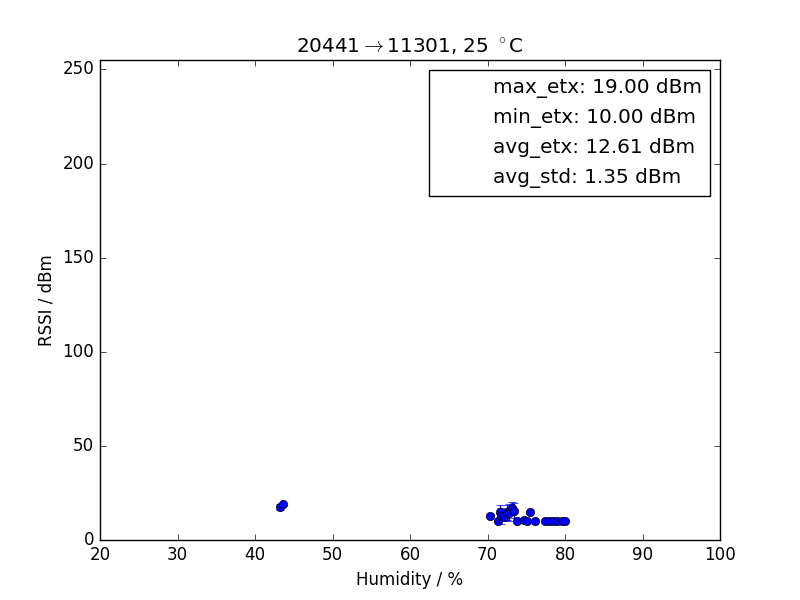 20441→11301, 25 °C
max_etx: 19.00 dBm
min_etx: 10.00 dBm
avg_etx: 12.61 dBm
avg_std: 1.35 dBm
RSSI / dBm
250
200
150
100
50
0
20 30 40 50 60 70 80 90 100
Humidity / %